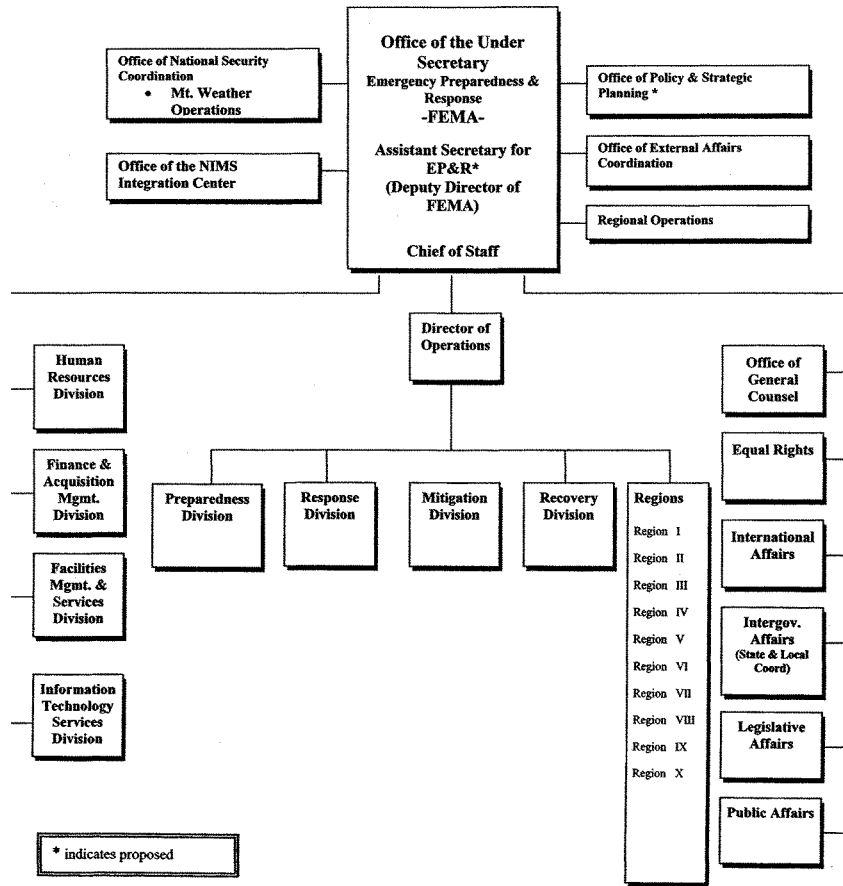 Office of National Security
Coordination
• Mt. Weather
Operations
Office of the NIMS
Integration Center
Office of the Under
Secretary
Emergency Preparedness &
Response
-FEMA-
Assistant Secretary for
EP&R*
(Deputy Director of
FEMA)
Chief of Staff
Office of Policy & Strategic
Planning *
Office of External Affairs
Coordination
Regional Operations
Director of
Operations
Human
Resources
Division
Finance &
Acquisition
Mgmt.
Division
Facilities
Mgmt. &
Services
Division
Information
Technology
Services
Division
Preparedness
Division
Response
Division
Mitigation
Division
Recovery
Division
Regions
Region I
Region II
Region III
Region IV
Region V
Region VI
Region VII
Region VIII
Region IX
Region X
Office of
General
Counsel
Equal Rights
International
Affairs
Intergov.
Affairs
(State & Local
Coord)
Legislative
Affairs
Public Affairs
* indicates proposed